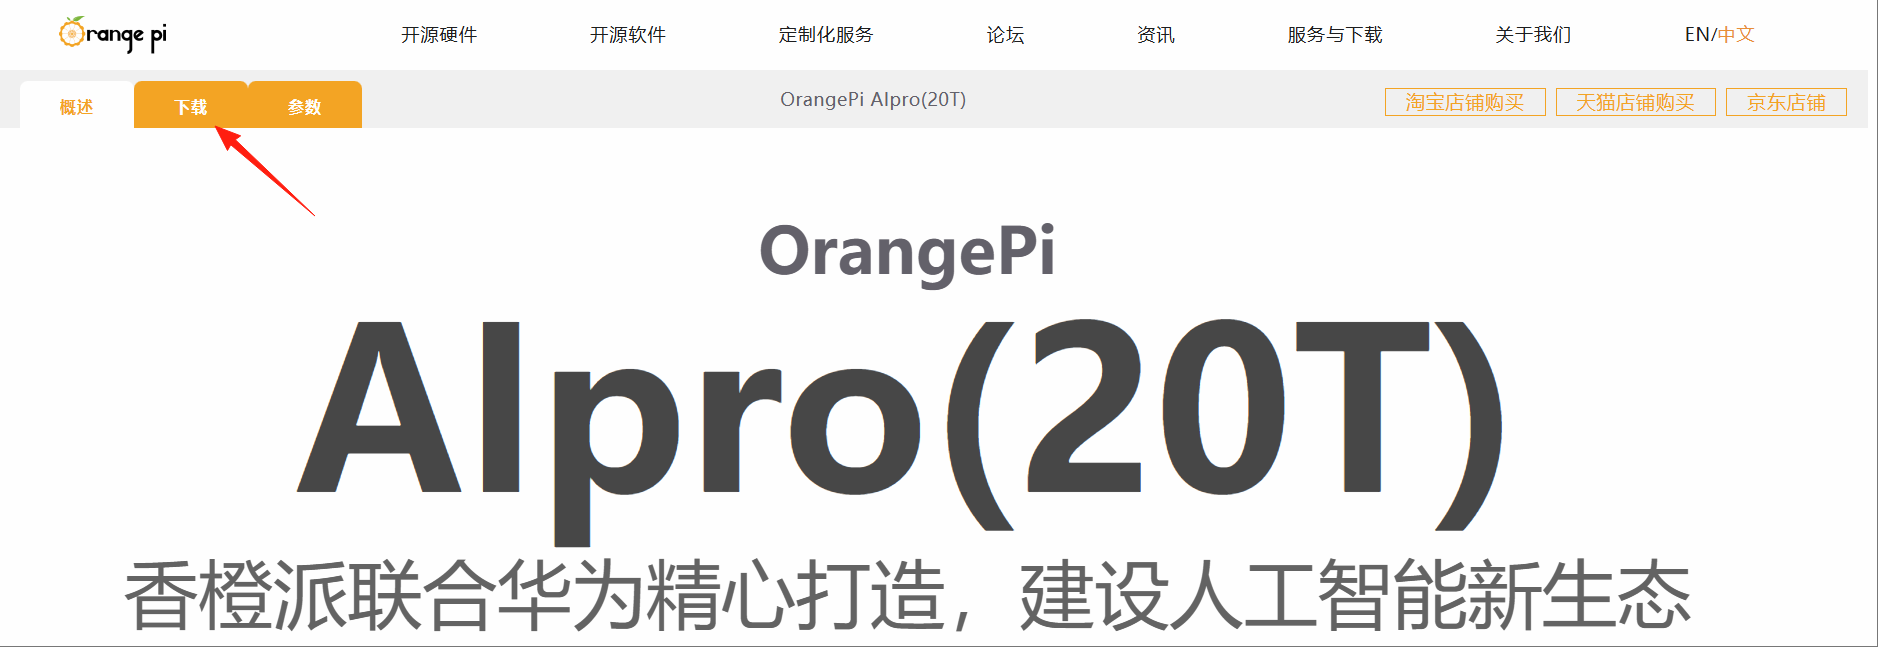 Orange pi
开源硬件 开源软件 定制化服务 论坛 资讯 服务与下载 关于我们 EN/中文
概述 下载 参数 OrangePi AIpro(20T) 淘宝店铺购买 天猫店铺购买 京东店铺
OrangePi
AIpro(20T)
香橙派联合华为精心打造，建设人工智能新生态